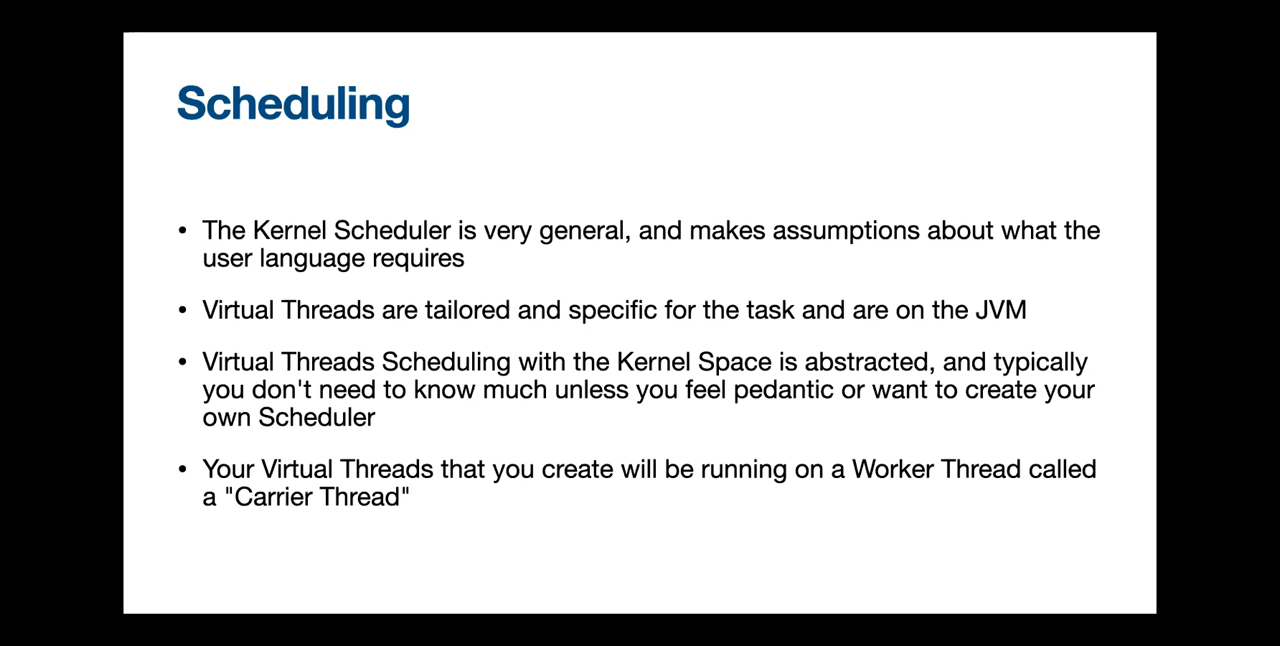 Scheduling
• The Kernel Scheduler is very general, and makes assumptions about what the
user language requires
• Virtual Threads are tailored and specific for the task and are on the JVM
• Virtual Threads Scheduling with the Kernel Space is abstracted, and typically
you don't need to know much unless you feel pedantic or want to create your
own Scheduler
• Your Virtual Threads that you create will be running on a Worker Thread called
a "Carrier Thread"